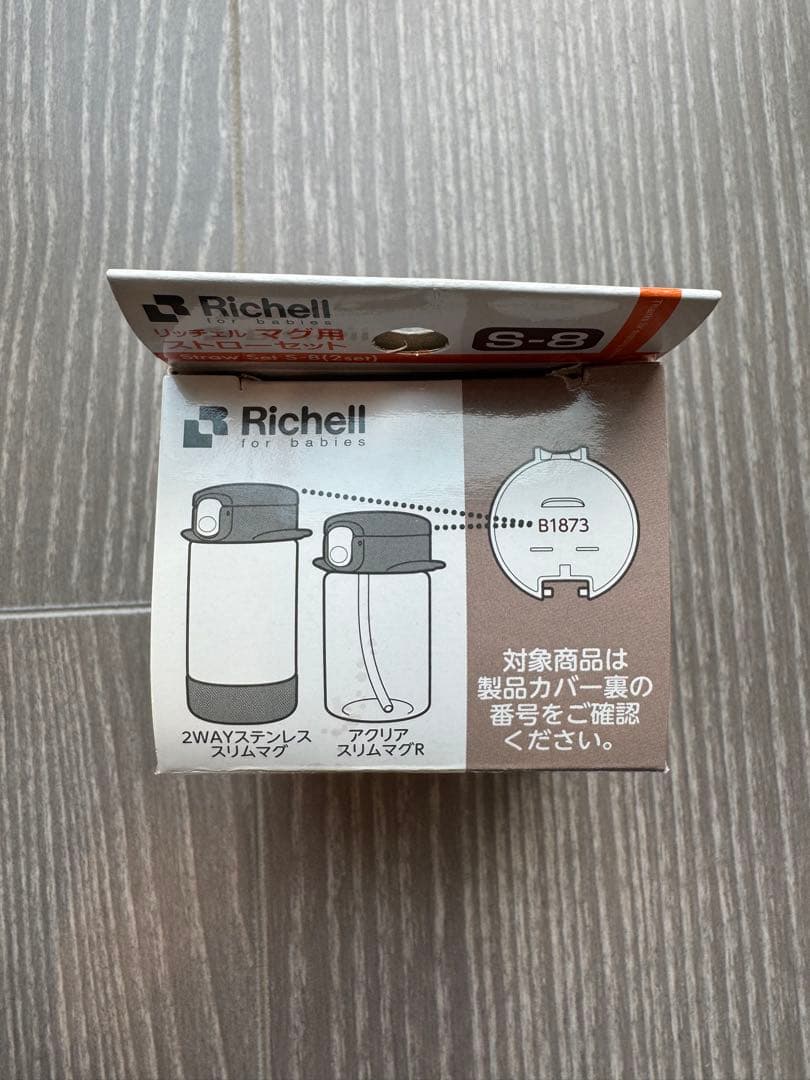 Richell
for babies
リッチェル マグ用
ストローセット
Straw Set S-8(2set)
S-8
Richell
for babies
B1873
2WAYステンレス
スリムマグ
アクリア
スリムマグR
対象商品は
製品カバー裏の
番号をご確認
ください。